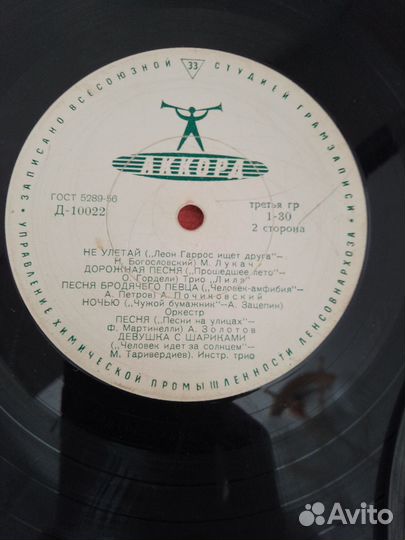 ЗАПИСАНО ВСЕСОЮЗНОЙ 33 СТУДИЕЙ ГРАМЗАПИСИ
АККОРД
ГОСТ 5289-56
Д-10022
третья гр
1-30
2 сторона
НЕ УЛЕТАЙ („Леон Гаррос ищет друга"—
Н. Богословский) М. Лукач
ДОРОЖНАЯ ПЕСНЯ („Прошедшее лето"—
О. Гордели) Трио „Лилэ"
ПЕСНЯ БРОДЯЧЕГО ПЕВЦА („Человек-амфибия"—
А. Петров) А. Почиковский
НОЧЬЮ („Чужой бумажник"—А. Зацепин)
Оркестр
ПЕСНЯ („Песни на улицах"—
Ф. Мартинелли) А. Золотов
ДЕВУШКА С ШАРИКАМИ
(„Человек идет за солнцем"—
М. Таривердиев). Инстр. трио
УПРАВЛЕНИЕ ХИМИЧЕСКОЙ ПРОМЫШЛЕННОСТИ ЛЕНСОВНАРХОЗА
Avito